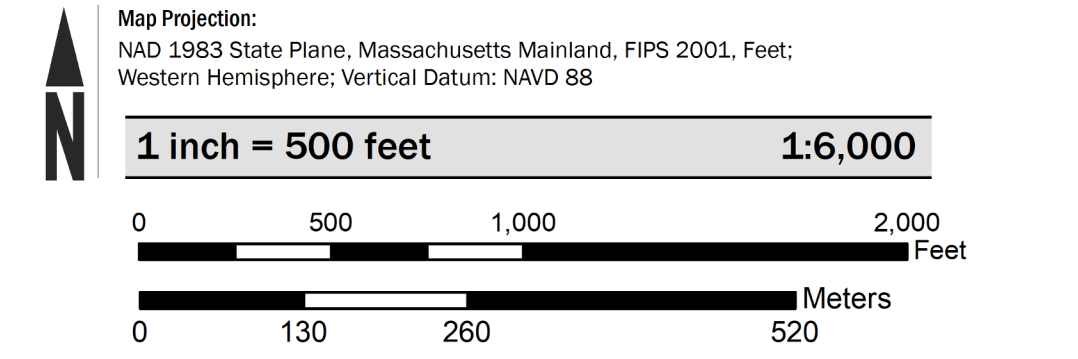 Map Projection:
NAD 1983 State Plane, Massachusetts Mainland, FIPS 2001, Feet;
Western Hemisphere; Vertical Datum: NAVD 88
N
1 inch = 500 feet 1:6,000
0 500 1,000 2,000
Feet
Meters
0 130 260 520